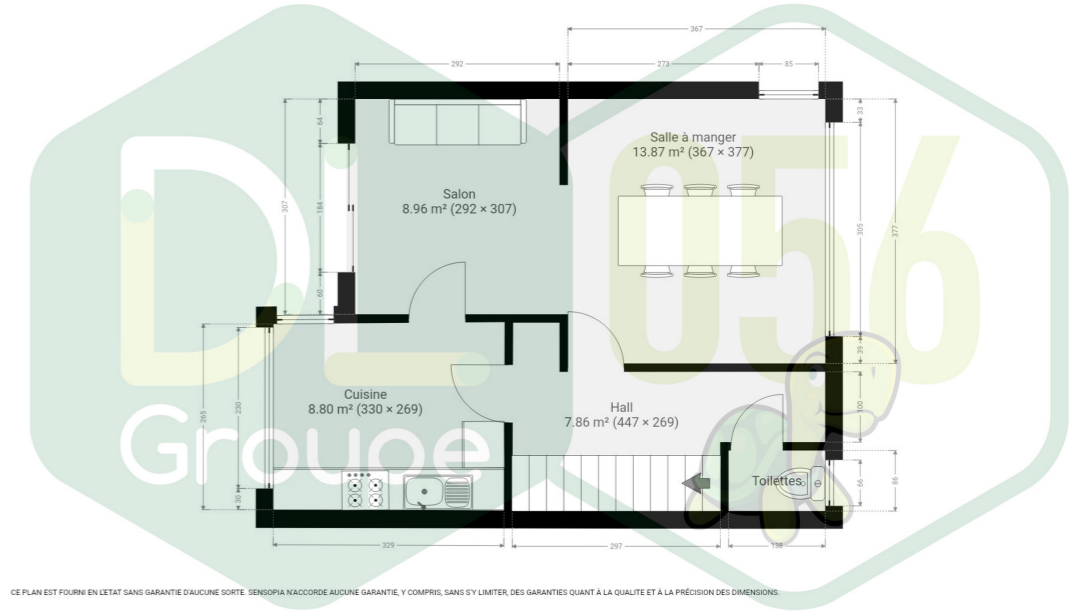 367
292
273
85
33
64
Salle à manger
13.87 m² (367 × 377)
Salon
8.96 m² (292 × 307)
307
184
305
377
60
39
Cuisine
8.80 m² (330 × 269)
Hall
7.86 m² (447 × 269)
100
265
230
30
Toilettes
66
86
329
297
138
DL
Groupe
056
CE PLAN EST FOURNI EN L'ETAT SANS GARANTIE D'AUCUNE SORTE. SENSOPIA N'ACCORDE AUCUNE GARANTIE, Y COMPRIS, SANS S'Y LIMITER, DES GARANTIES QUANT À LA QUALITE ET À LA PRÉCISION DES DIMENSIONS.